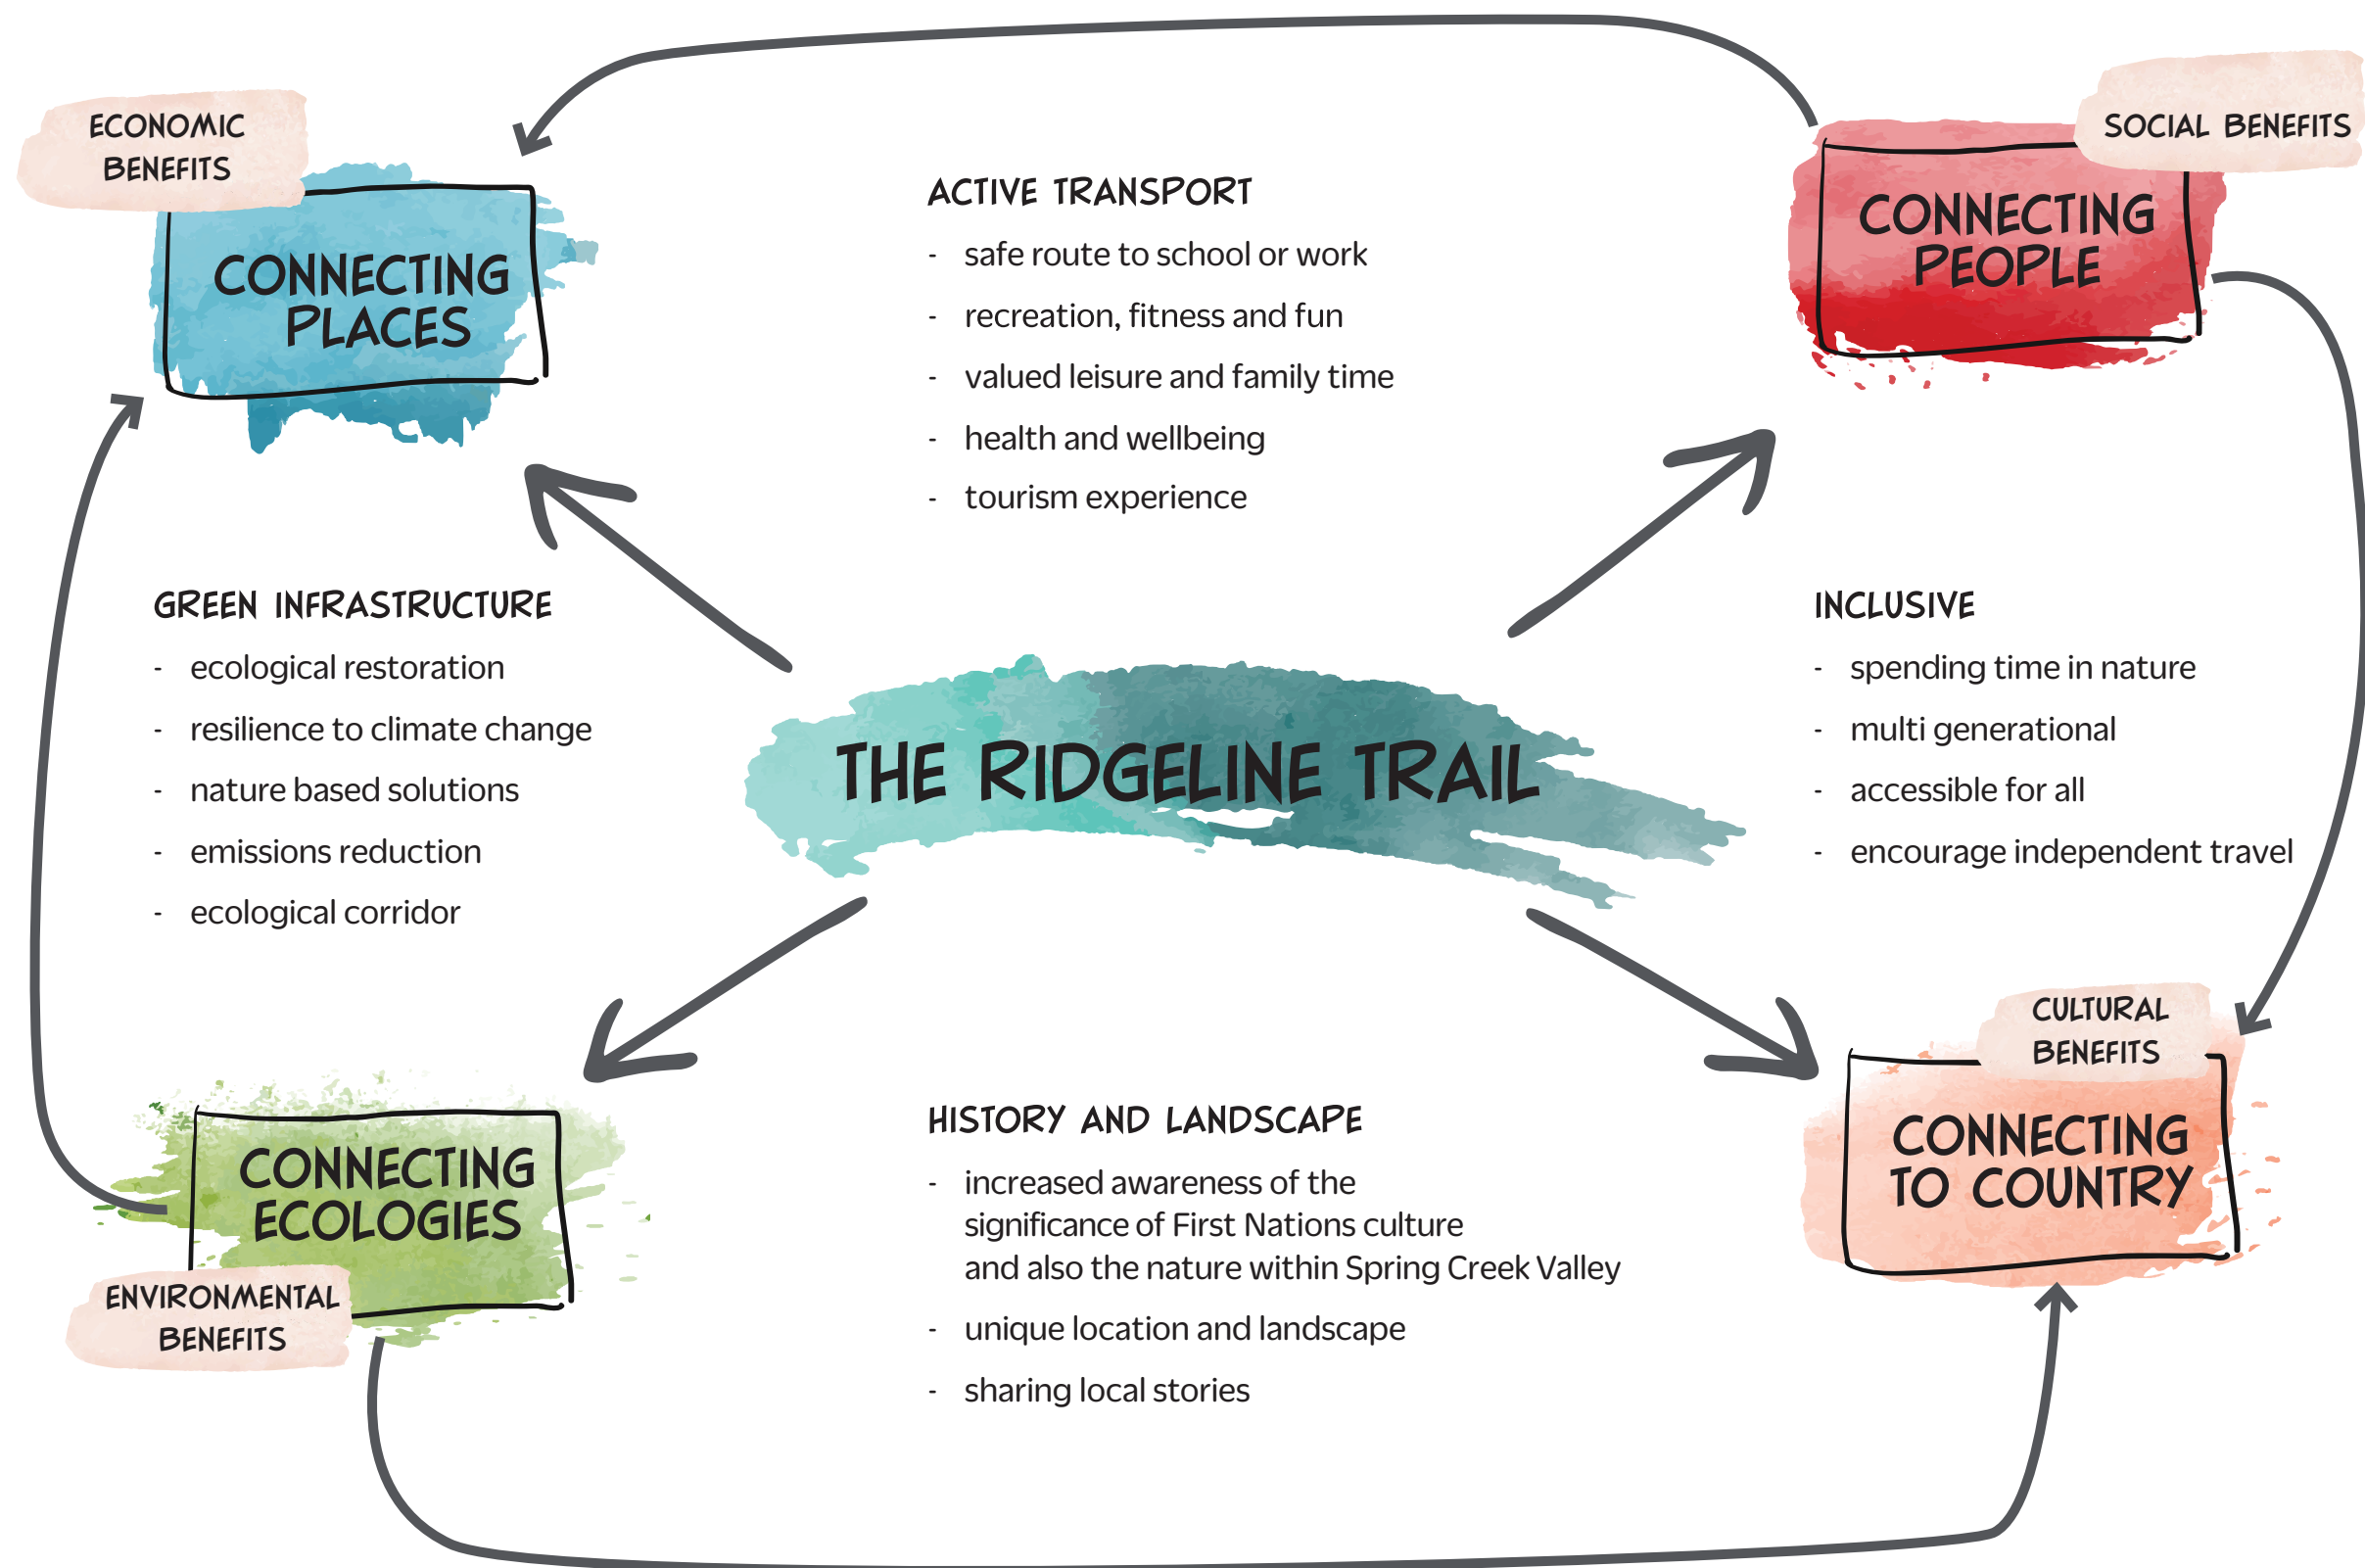 ECONOMIC
BENEFITS
CONNECTING
PLACES
ACTIVE TRANSPORT
- safe route to school or work
- recreation, fitness and fun
- valued leisure and family time
- health and wellbeing
- tourism experience
SOCIAL BENEFITS
CONNECTING
PEOPLE
GREEN INFRASTRUCTURE
- ecological restoration
- resilience to climate change
- nature based solutions
- emissions reduction
- ecological corridor
THE RIDGELINE TRAIL
INCLUSIVE
- spending time in nature
- multi generational
- accessible for all
- encourage independent travel
CONNECTING
ECOLOGIES
ENVIRONMENTAL
BENEFITS
HISTORY AND LANDSCAPE
- increased awareness of the
significance of First Nations culture
and also the nature within Spring Creek Valley
- unique location and landscape
- sharing local stories
CULTURAL
BENEFITS
CONNECTING
TO COUNTRY